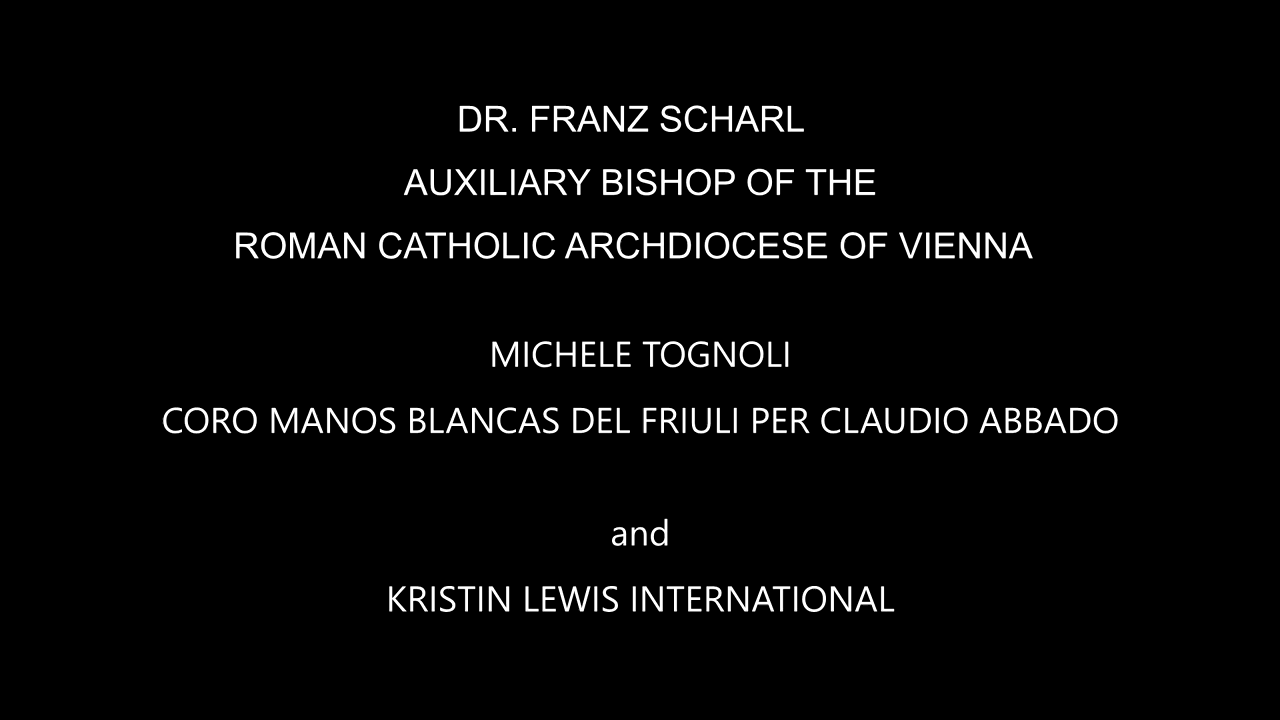 DR. FRANZ SCHARL
AUXILIARY BISHOP OF THE
ROMAN CATHOLIC ARCHDIOCESE OF VIENNA
MICHELE TOGNOLI
CORO MANOS BLANCAS DEL FRIULI PER CLAUDIO ABBADO
and
KRISTIN LEWIS INTERNATIONAL